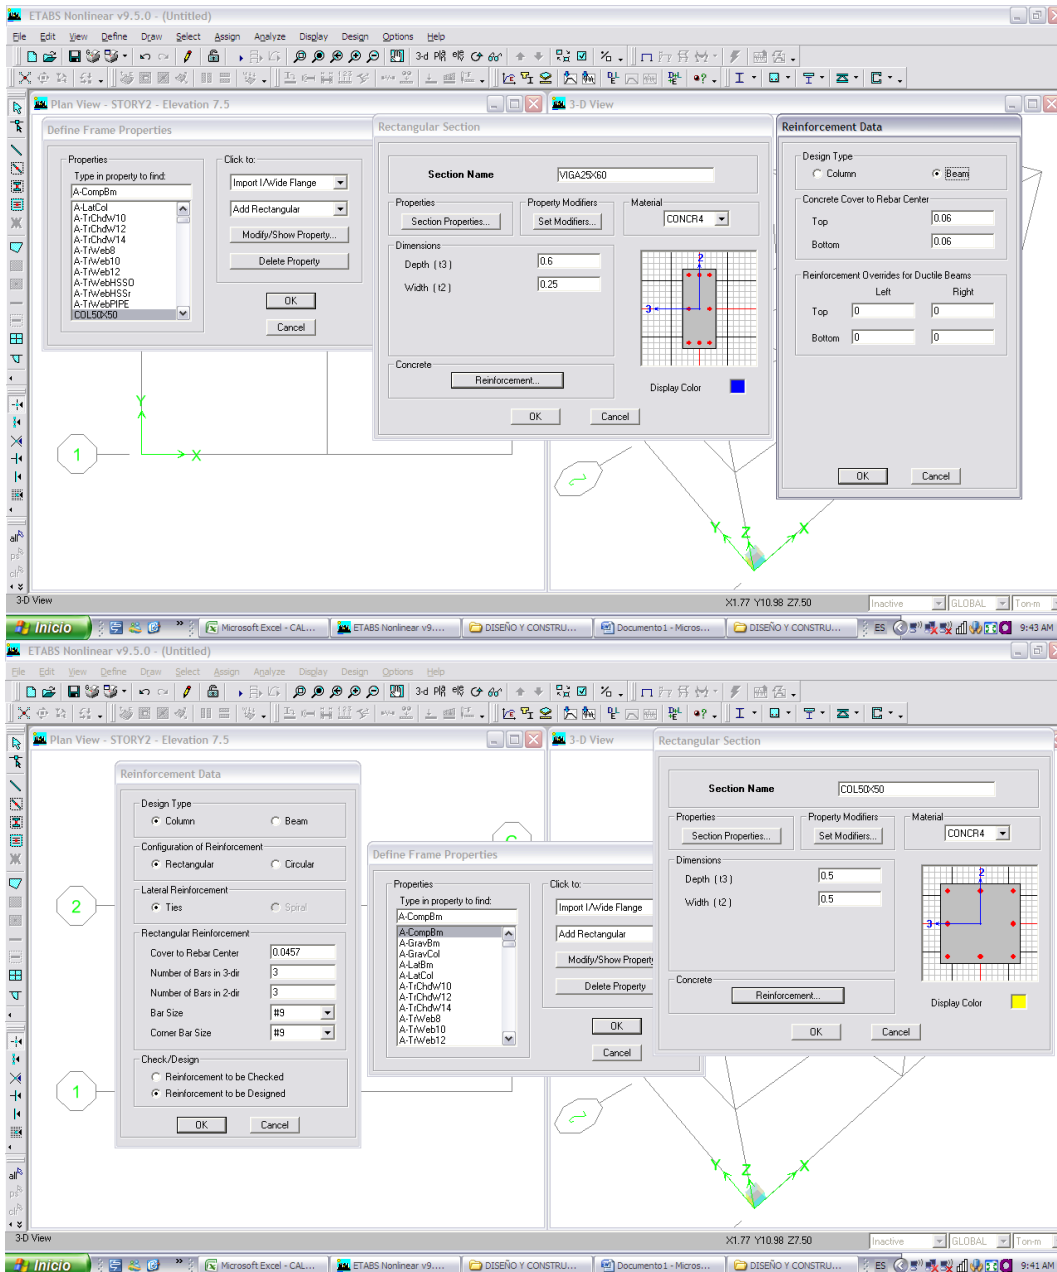 ETABS Nonlinear v9.5.0 - (Untitled)
File Edit View Define Draw Select Assign Analyze Display Design Options Help
3-d
Plan View - STORY2 - Elevation 7.5
3-D View
Define Frame Properties
Properties
Type in property to find:
A-CompBm
A-LatCol
A-TrChdW10
A-TrChdW12
A-TrChdW14
A-TrWeb8
A-TrWeb10
A-TrWeb12
A-TrWebHSSO
A-TrWebHSSr
A-TrWebPIPE
COL50X50
Click to:
Import I/Wide Flange
Add Rectangular
Modify/Show Property...
Delete Property
OK
Cancel
Rectangular Section
Section Name VIGA25X60
Properties
Section Properties...
Property Modifiers
Set Modifiers...
Material
CONCR4
Dimensions
Depth ( t3 ) 0.6
Width ( t2 ) 0.25
2
3
Concrete
Reinforcement...
Display Color
OK Cancel
Reinforcement Data
Design Type
Column Beam
Concrete Cover to Rebar Center
Top 0.06
Bottom 0.06
Reinforcement Overrides for Ductile Beams
Left Right
Top 0 0
Bottom 0 0
OK Cancel
1
Y
X
Y Z X
all
ps
clr
3-D View
X1.77 Y10.98 Z7.50
Inactive GLOBAL Ton-m
Inicio
Microsoft Excel - CAL...
ETABS Nonlinear v9....
DISEÑO Y CONSTRU...
Documento1 - Micros...
DISEÑO Y CONSTRU...
ES
9:43 AM
ETABS Nonlinear v9.5.0 - (Untitled)
File Edit View Define Draw Select Assign Analyze Display Design Options Help
3-d
Plan View - STORY2 - Elevation 7.5
3-D View
Reinforcement Data
Design Type
Column Beam
Configuration of Reinforcement
Rectangular Circular
Lateral Reinforcement
Ties Spiral
Rectangular Reinforcement
Cover to Rebar Center 0.0457
Number of Bars in 3-dir 3
Number of Bars in 2-dir 3
Bar Size #9
Corner Bar Size #9
Check/Design
Reinforcement to be Checked
Reinforcement to be Designed
OK Cancel
2
1
Define Frame Properties
Properties
Type in property to find:
A-CompBm
A-CompBm
A-GravBm
A-GravCol
A-LatBm
A-LatCol
A-TrChdW10
A-TrChdW12
A-TrChdW14
A-TrWeb8
A-TrWeb10
A-TrWeb12
Click to:
Import I/Wide Flange
Add Rectangular
Modify/Show Property
Delete Property
OK
Cancel
Rectangular Section
Section Name COL50X50
Properties
Section Properties...
Property Modifiers
Set Modifiers...
Material
CONCR4
Dimensions
Depth ( t3 ) 0.5
Width ( t2 ) 0.5
2
3
Concrete
Reinforcement...
Display Color
OK Cancel
Y Z X
all
ps
clr
3-D View
X1.77 Y10.98 Z7.50
Inactive GLOBAL Ton-m
Inicio
Microsoft Excel - CAL...
ETABS Nonlinear v9....
DISEÑO Y CONSTRU...
Documento1 - Micros...
DISEÑO Y CONSTRU...
ES
9:41 AM